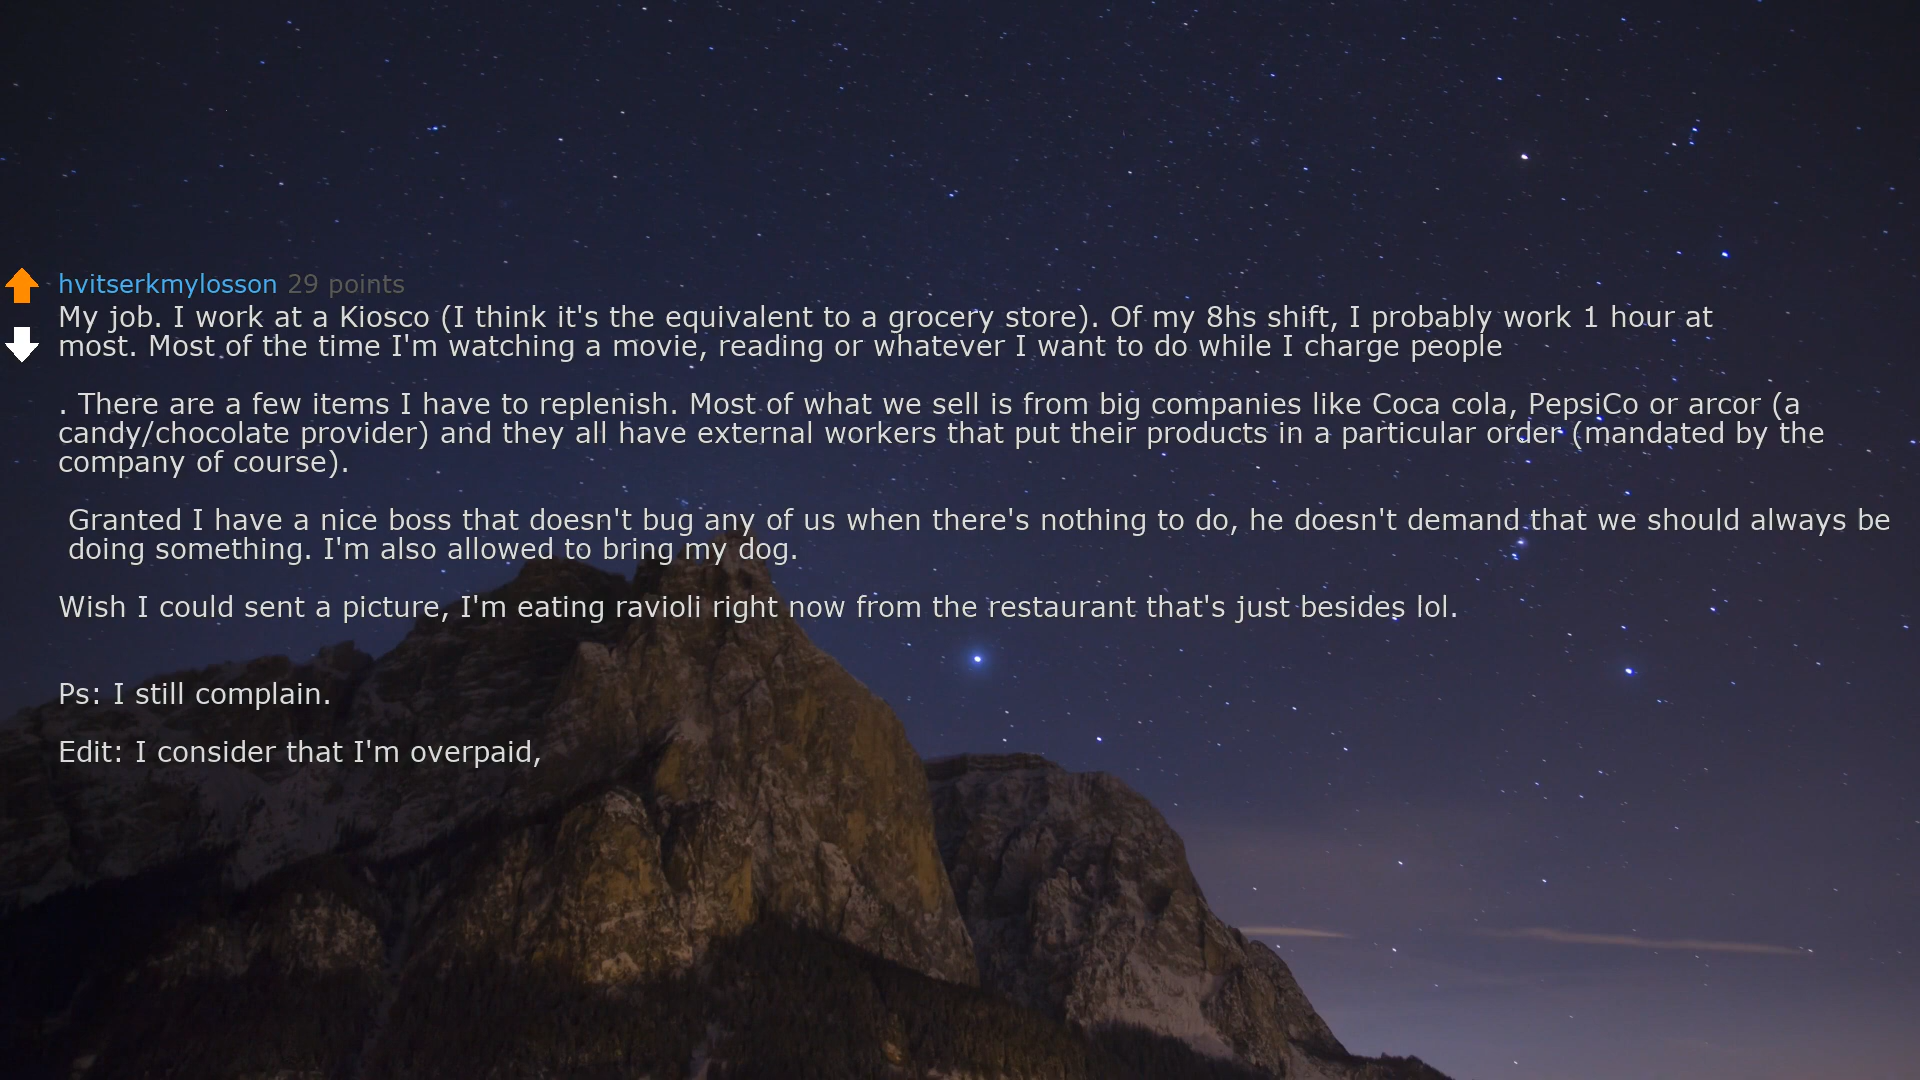 hvitserkmylosson 29 points
My job. I work at a Kiosco (I think it's the equivalent to a grocery store). Of my 8hs shift, I probably work 1 hour at
most. Most of the time I'm watching a movie, reading or whatever I want to do while I charge people
. There are a few items I have to replenish. Most of what we sell is from big companies like Coca cola, PepsiCo or arcor (a
candy/chocolate provider) and they all have external workers that put their products in a particular order (mandated by the
company of course).
Granted I have a nice boss that doesn't bug any of us when there's nothing to do, he doesn't demand that we should always be
doing something. I'm also allowed to bring my dog.
Wish I could sent a picture, I'm eating ravioli right now from the restaurant that's just besides lol.
Ps: I still complain.
Edit: I consider that I'm overpaid,